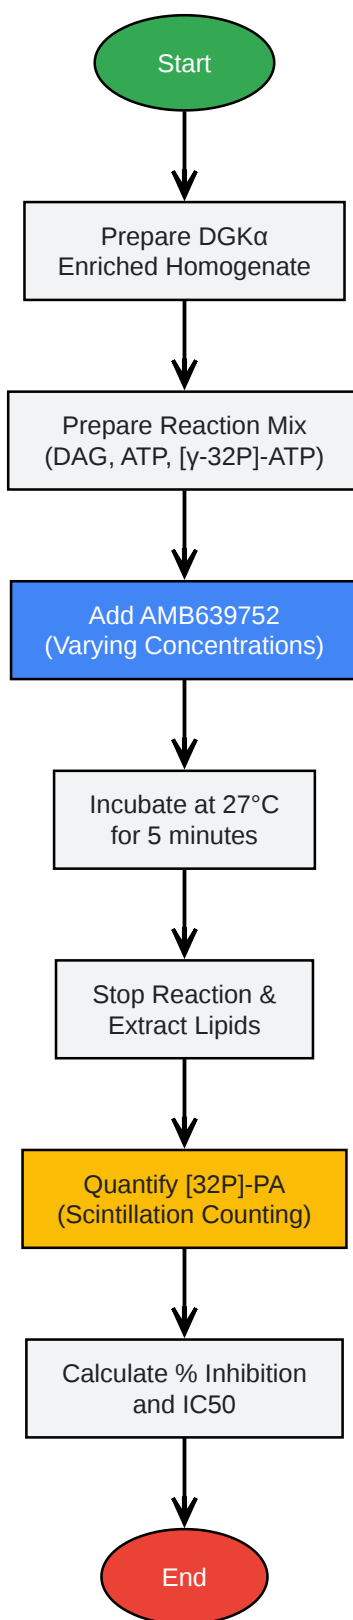 Start
Prepare DGKα
Enriched Homogenate
Prepare Reaction Mix
(DAG, ATP, [γ-32P]-ATP)
Add AMB639752
(Varying Concentrations)
Incubate at 27°C
for 5 minutes
Stop Reaction &
Extract Lipids
Quantify [32P]-PA
(Scintillation Counting)
Calculate % Inhibition
and IC50
End